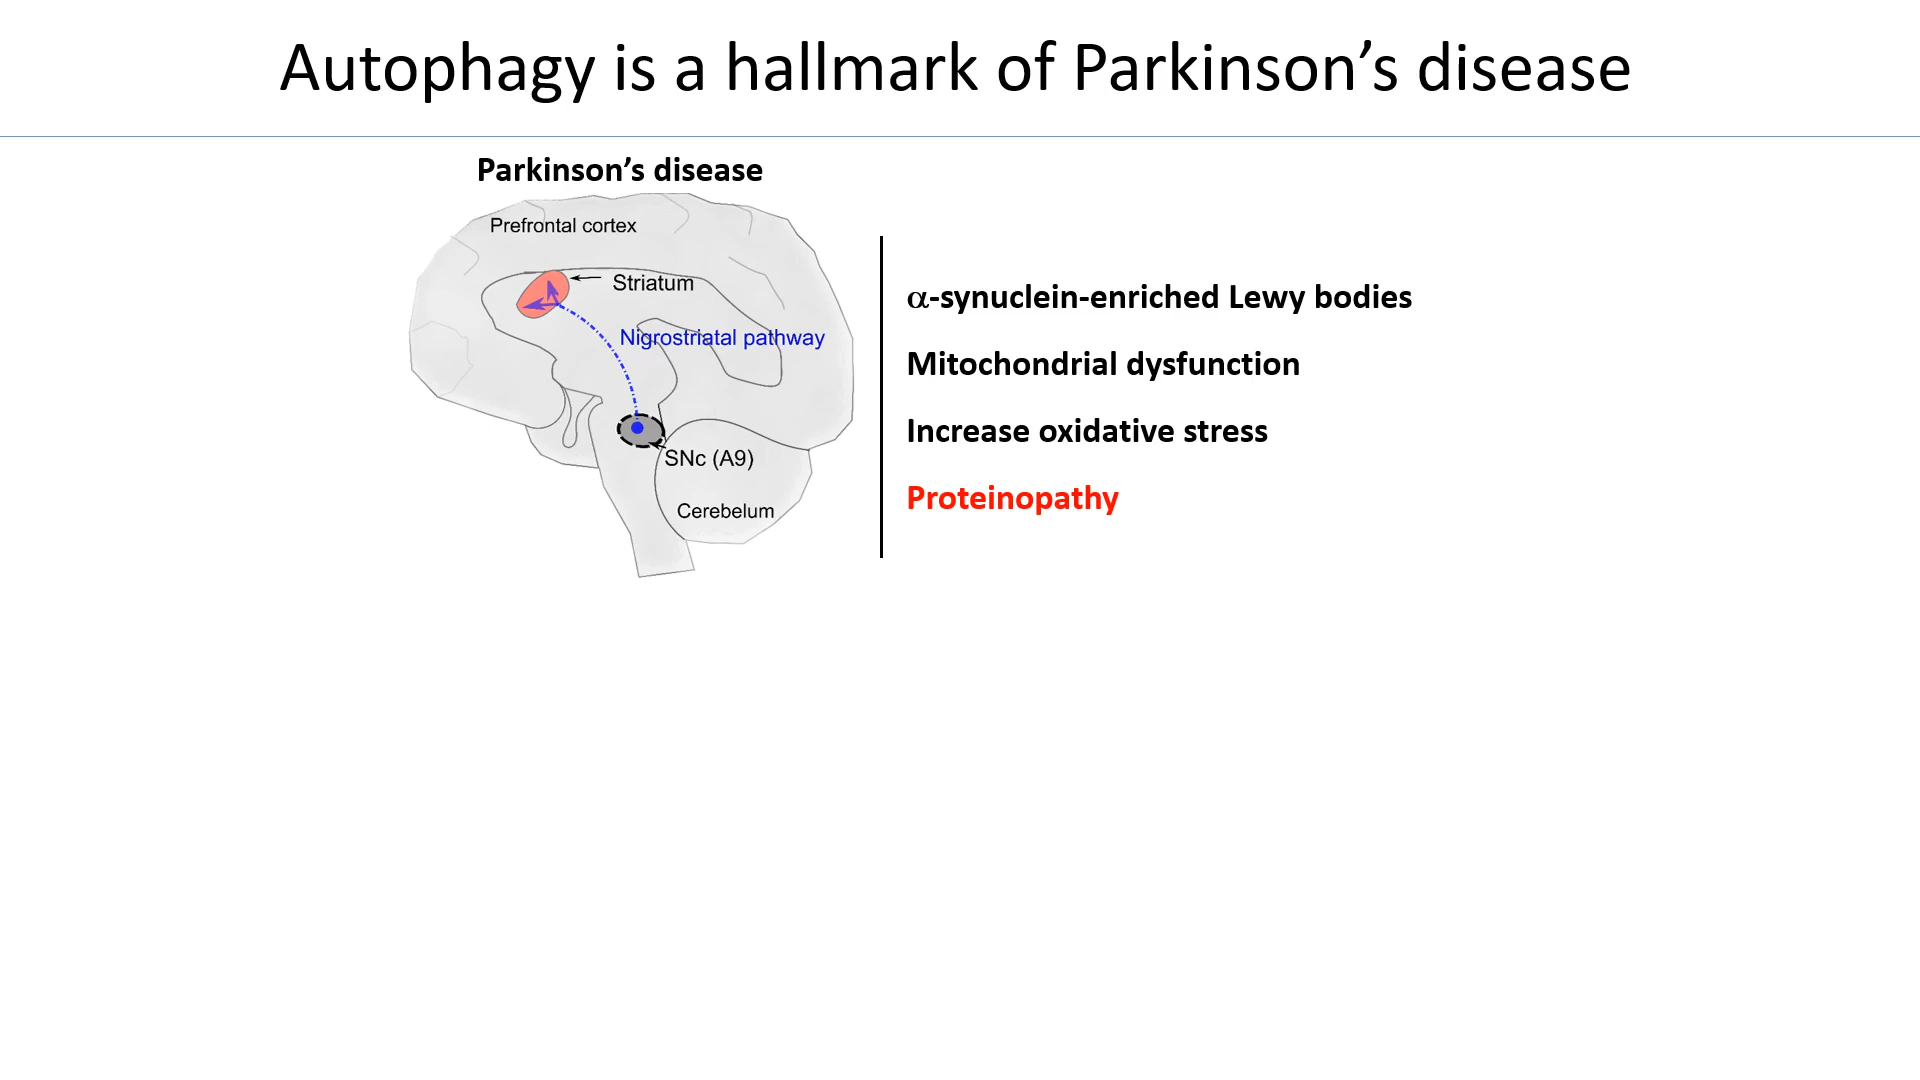 Autophagy is a hallmark of Parkinson’s disease
Parkinson’s disease
Prefrontal cortex
Striatum
Nigrostriatal pathway
SNc (A9)
Cerebelum
α-synuclein-enriched Lewy bodies
Mitochondrial dysfunction
Increase oxidative stress
Proteinopathy